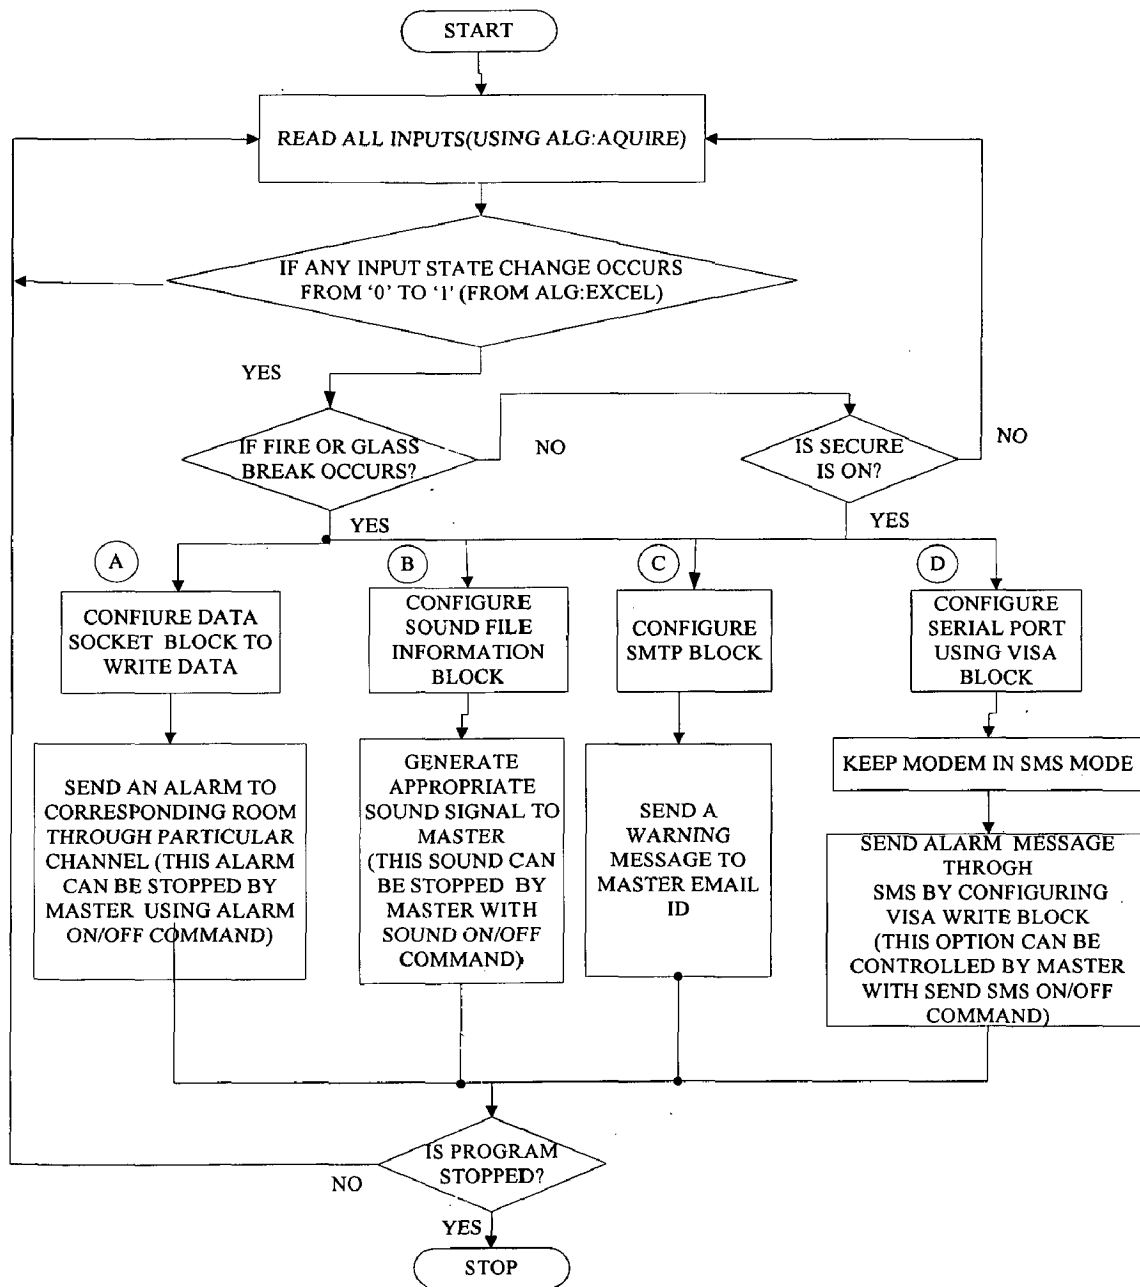 START
READ ALL INPUTS(USING ALG:AQUIRE)
IF ANY INPUT STATE CHANGE OCCURS
FROM ‘0’ TO ‘1’ (FROM ALG:EXCEL)
YES
IF FIRE OR GLASS
BREAK OCCURS?
NO
IS SECURE
IS ON?
NO
YES
YES
A
CONFIURE DATA
SOCKET BLOCK TO
WRITE DATA
B
CONFIGURE
SOUND FILE
INFORMATION
BLOCK
C
CONFIGURE
SMTP BLOCK
D
CONFIGURE
SERIAL PORT
USING VISA
BLOCK
SEND AN ALARM TO
CORRESPONDING ROOM
THROUGH PARTICULAR
CHANNEL (THIS ALARM
CAN BE STOPPED BY
MASTER USING ALARM
ON/OFF COMMAND)
GENERATE
APPROPRIATE
SOUND SIGNAL TO
MASTER
(THIS SOUND CAN
BE STOPPED BY
MASTER WITH
SOUND ON/OFF
COMMAND)
SEND A
WARNING
MESSAGE TO
MASTER EMAIL
ID
KEEP MODEM IN SMS MODE
SEND ALARM MESSAGE
THROGH
SMS BY CONFIGURING
VISA WRITE BLOCK
(THIS OPTION CAN BE
CONTROLLED BY MASTER
WITH SEND SMS ON/OFF
COMMAND)
IS PROGRAM
STOPPED?
NO
YES
STOP